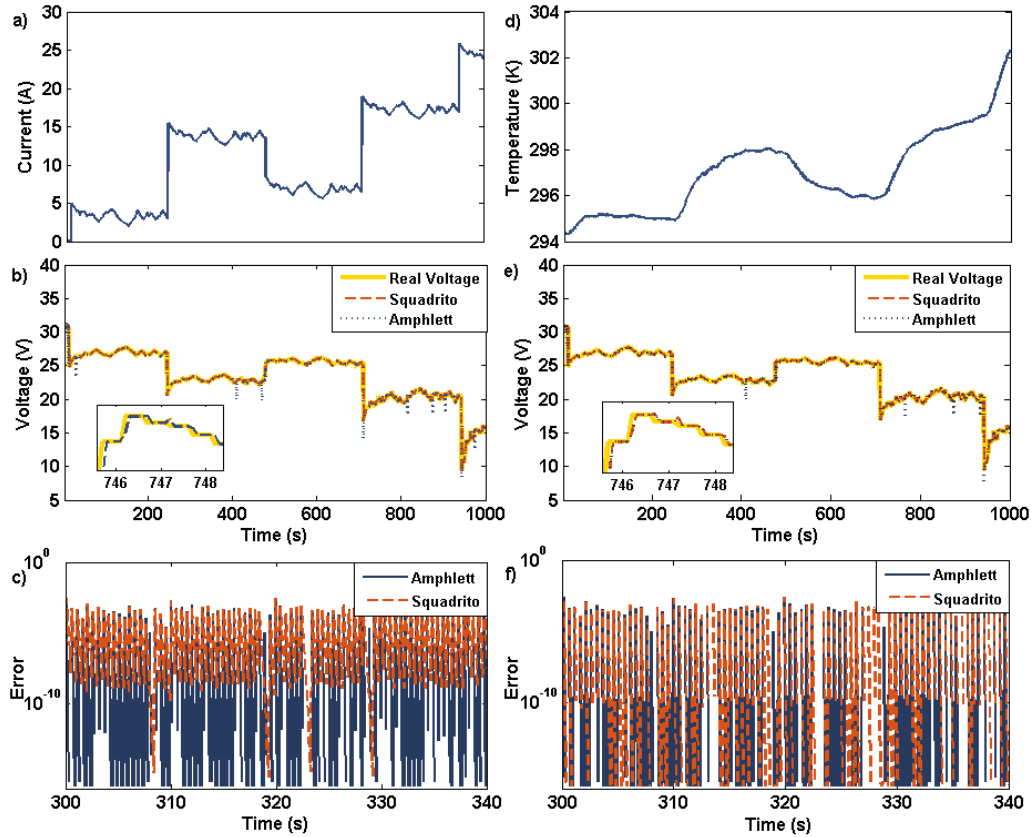 a)
30
25
20
15
10
5
0
Current (A)
d)
304
302
300
298
296
294
Temperature (K)
b)
40
35
30
25
20
15
10
5
Voltage (V)
Real Voltage
Squadrito
Amphlett
746 747 748
200 400 600 800 1000
Time (s)
e)
40
35
30
25
20
15
10
5
Voltage (V)
Real Voltage
Squadrito
Amphlett
746 747 748
200 400 600 800 1000
Time (s)
c)
10^0
10^-10
Error
Amphlett
Squadrito
300 310 320 330 340
Time (s)
f)
10^0
10^-10
Error
Amphlett
Squadrito
300 310 320 330 340
Time (s)